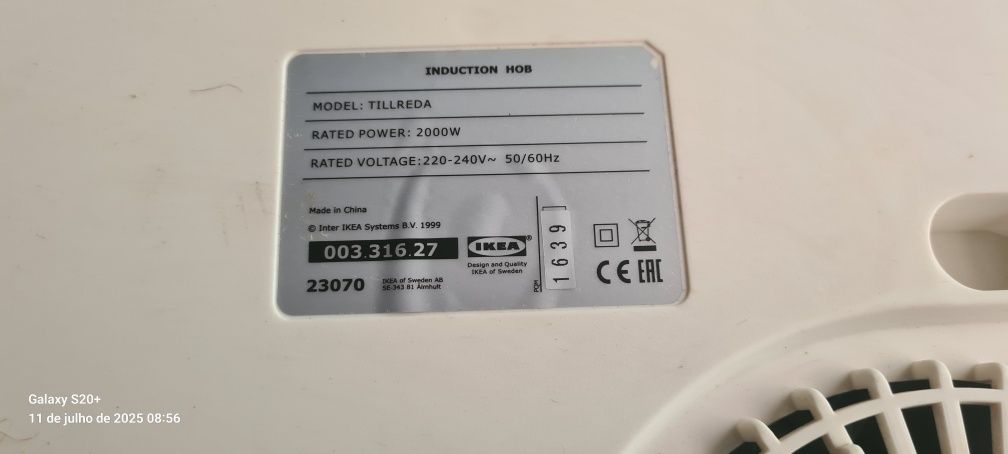 INDUCTION HOB
MODEL: TILLREDA
RATED POWER: 2000W
RATED VOLTAGE:220-240V~ 50/60Hz
Made in China
© Inter IKEA Systems B.V. 1999
003.316.27
23070
IKEA of Sweden AB
SE-343 81 Älmhult
IKEA®
Design and Quality
IKEA of Sweden
PQM
1639
CE EAC
Galaxy S20+
11 de julho de 2025 08:56